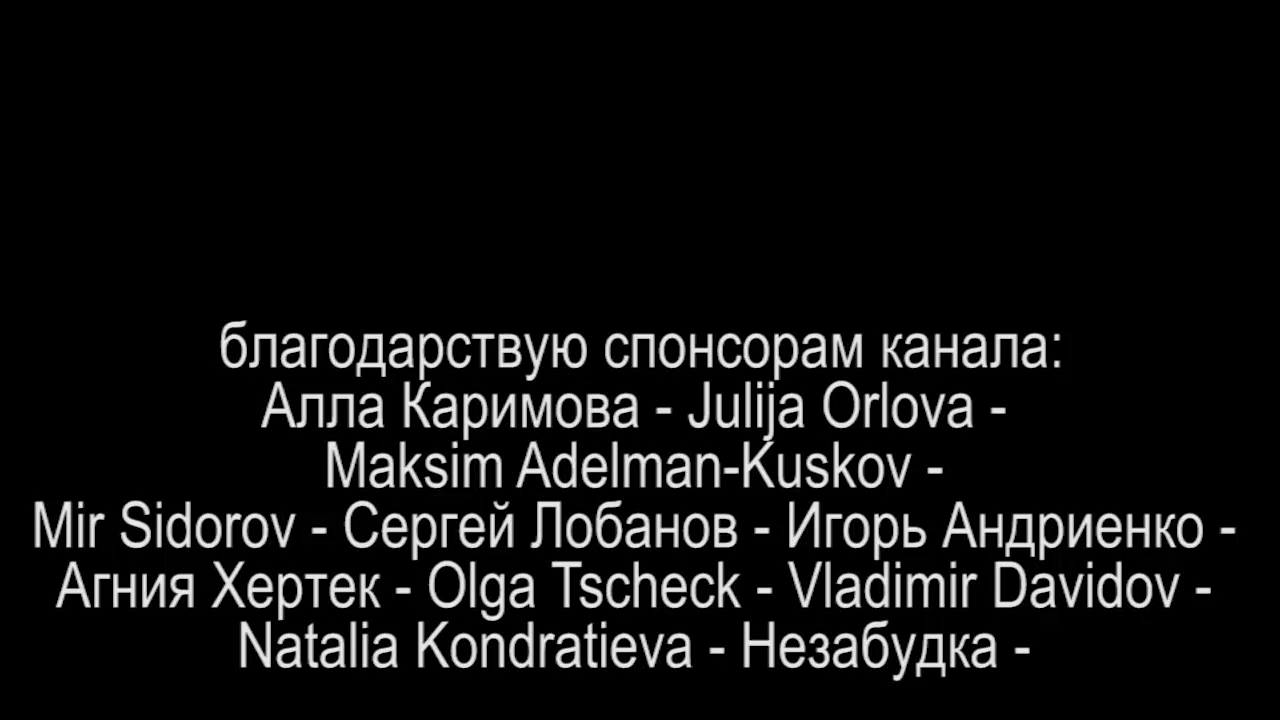 благодарствую спонсорам канала:
Алла Каримова - Julija Orlova -
Maksim Adelman-Kuskov -
Mir Sidorov - Сергей Лобанов - Игорь Андриенко -
Агния Хертек - Olga Tscheck - Vladimir Davidov -
Natalia Kondratieva - Незабудка -